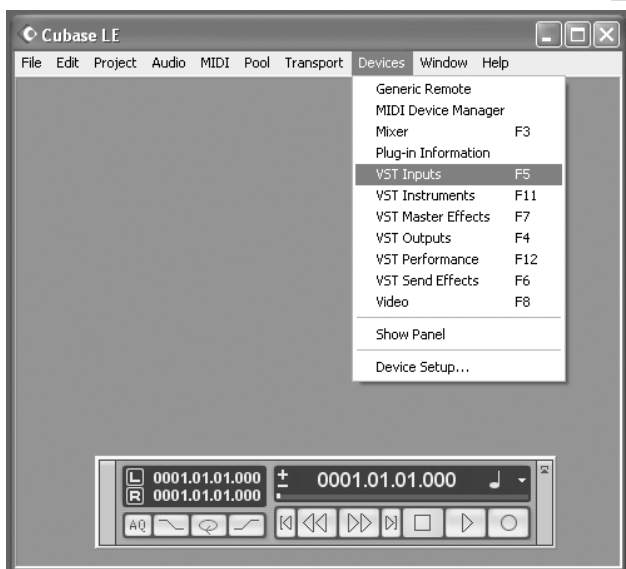 Cubase LE
File Edit Project Audio MIDI Pool Transport Devices Window Help
Generic Remote
MIDI Device Manager
Mixer F3
Plug-in Information
VST Inputs F5
VST Instruments F11
VST Master Effects F7
VST Outputs F4
VST Performance F12
VST Send Effects F6
Video F8
Show Panel
Device Setup...
L 0001.01.01.000
R 0001.01.01.000
0001.01.01.000
AQ